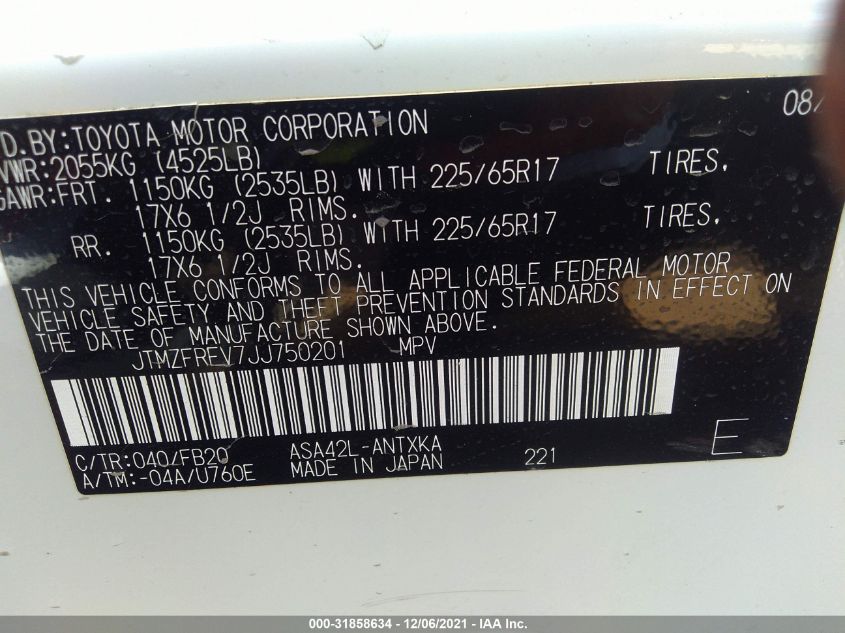 08/
D.BY:TOYOTA MOTOR CORPORATION
VWR:2055KG (4525LB)
GAWR:FRT. 1150KG (2535LB) WITH 225/65R17 TIRES.
17X6 1/2J RIMS.
RR. 1150KG (2535LB) WITH 225/65R17 TIRES.
17X6 1/2J RIMS.
THIS VEHICLE CONFORMS TO ALL APPLICABLE FEDERAL MOTOR
VEHICLE SAFETY AND THEFT PREVENTION STANDARDS IN EFFECT ON
THE DATE OF MANUFACTURE SHOWN ABOVE.
JTMZFREV7JJ750201 MPV
C/TR:040/FB20 ASA42L-ANTXKA
A/TM:-04A/U760E MADE IN JAPAN 221 E
000-31858634 - 12/06/2021 - IAA Inc.